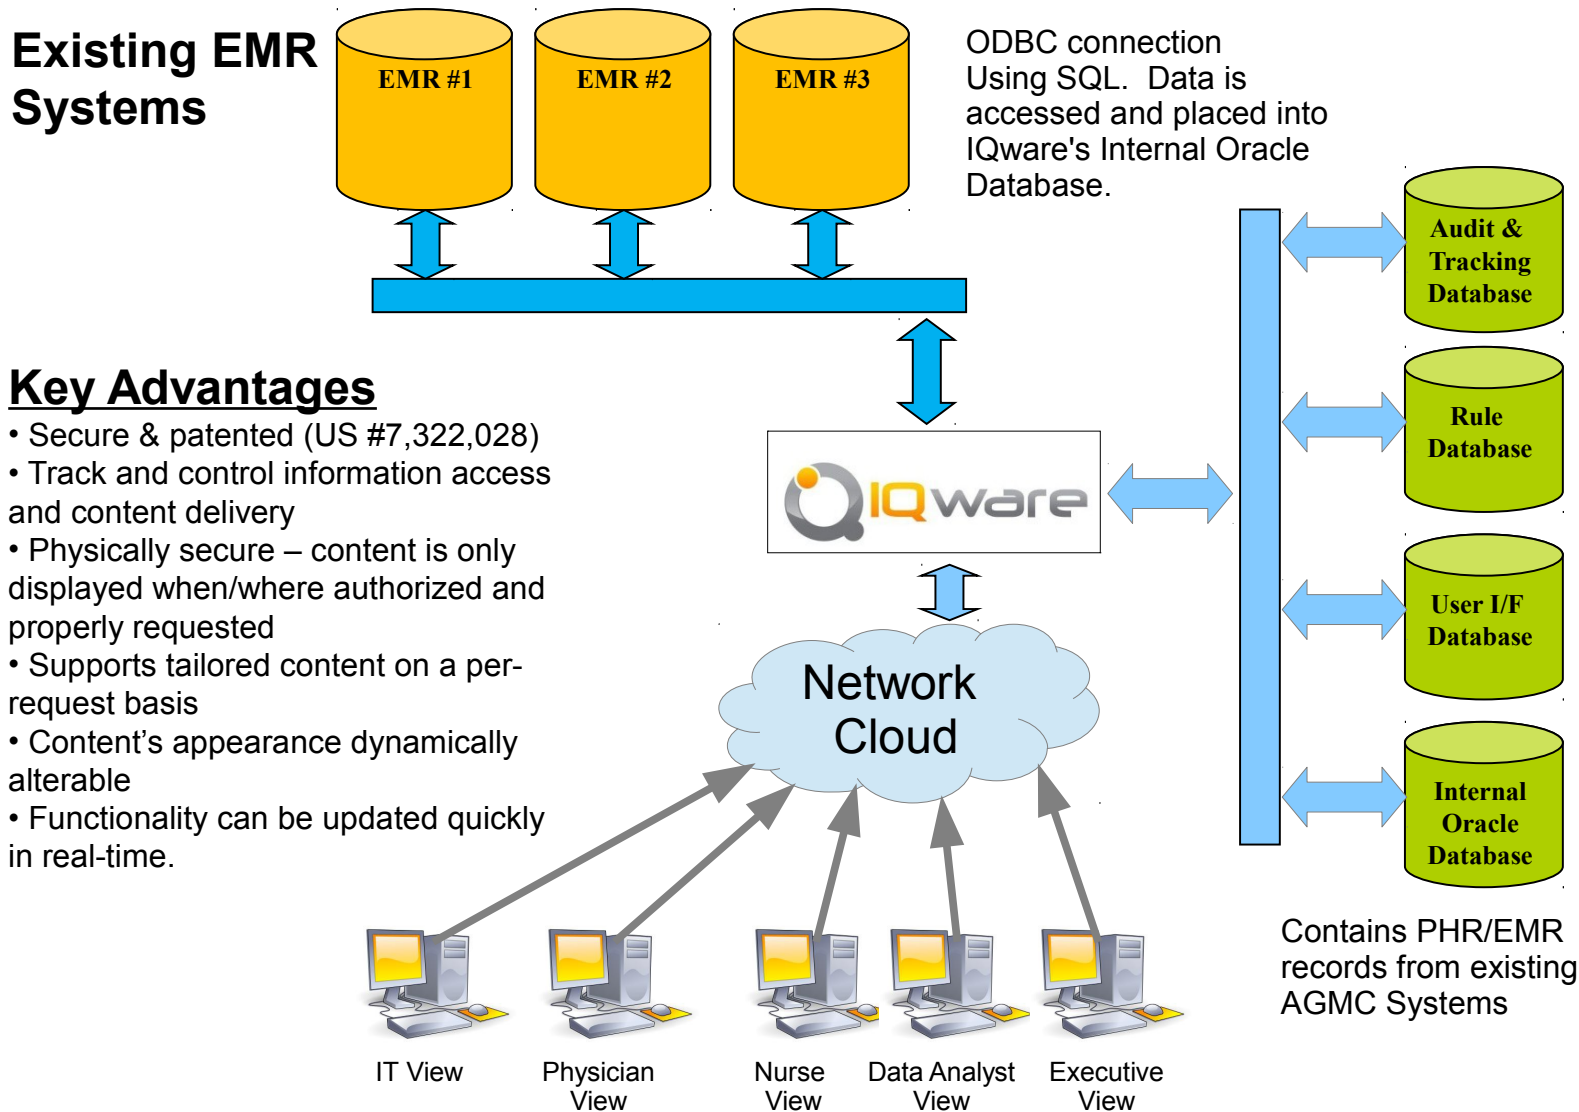 Existing EMR
Systems
EMR #1
EMR #2
EMR #3
ODBC connection
Using SQL.  Data is
accessed and placed into
IQware's Internal Oracle
Database.
Audit &
Tracking
Database
Rule
Database
User I/F
Database
Internal
Oracle
Database
Contains PHR/EMR
records from existing
AGMC Systems
Key Advantages
• Secure & patented (US #7,322,028)
• Track and control information access
and content delivery
• Physically secure – content is only
displayed when/where authorized and
properly requested
• Supports tailored content on a per-
request basis
• Content’s appearance dynamically
alterable
• Functionality can be updated quickly
in real-time.
IQware
Network
Cloud
IT View
Physician
View
Nurse
View
Data Analyst
View
Executive
View